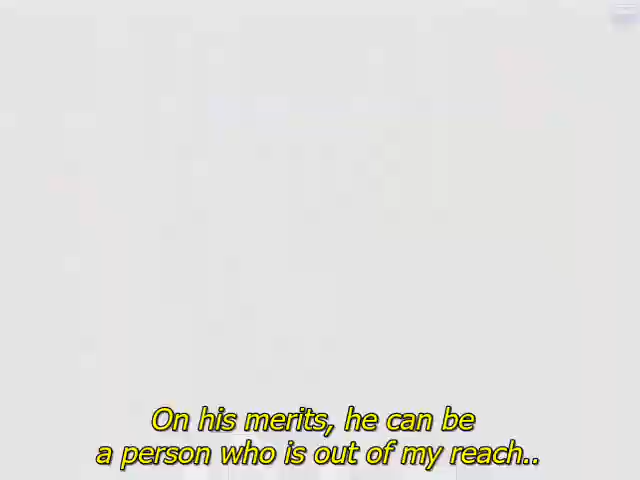 On his merits, he can be
a person who is out of my reach..